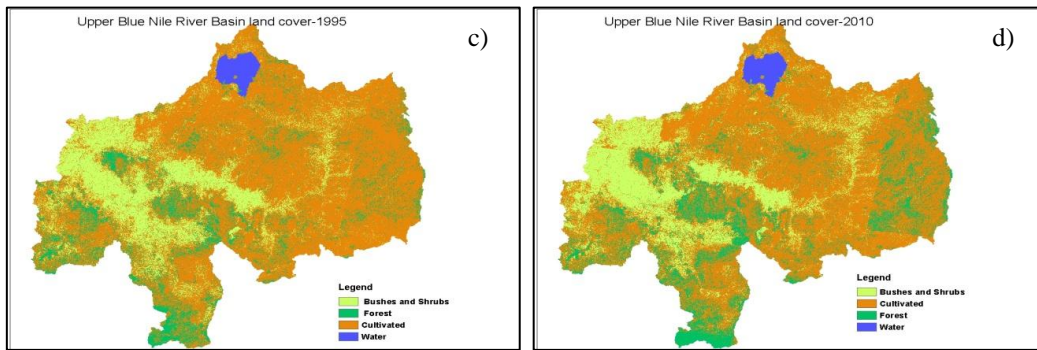 Upper Blue Nile River Basin land cover-1995
c)
Legend
Bushes and Shrubs
Forest
Cultivated
Water
Upper Blue Nile River Basin land cover-2010
d)
Legend
Bushes and Shrubs
Cultivated
Forest
Water